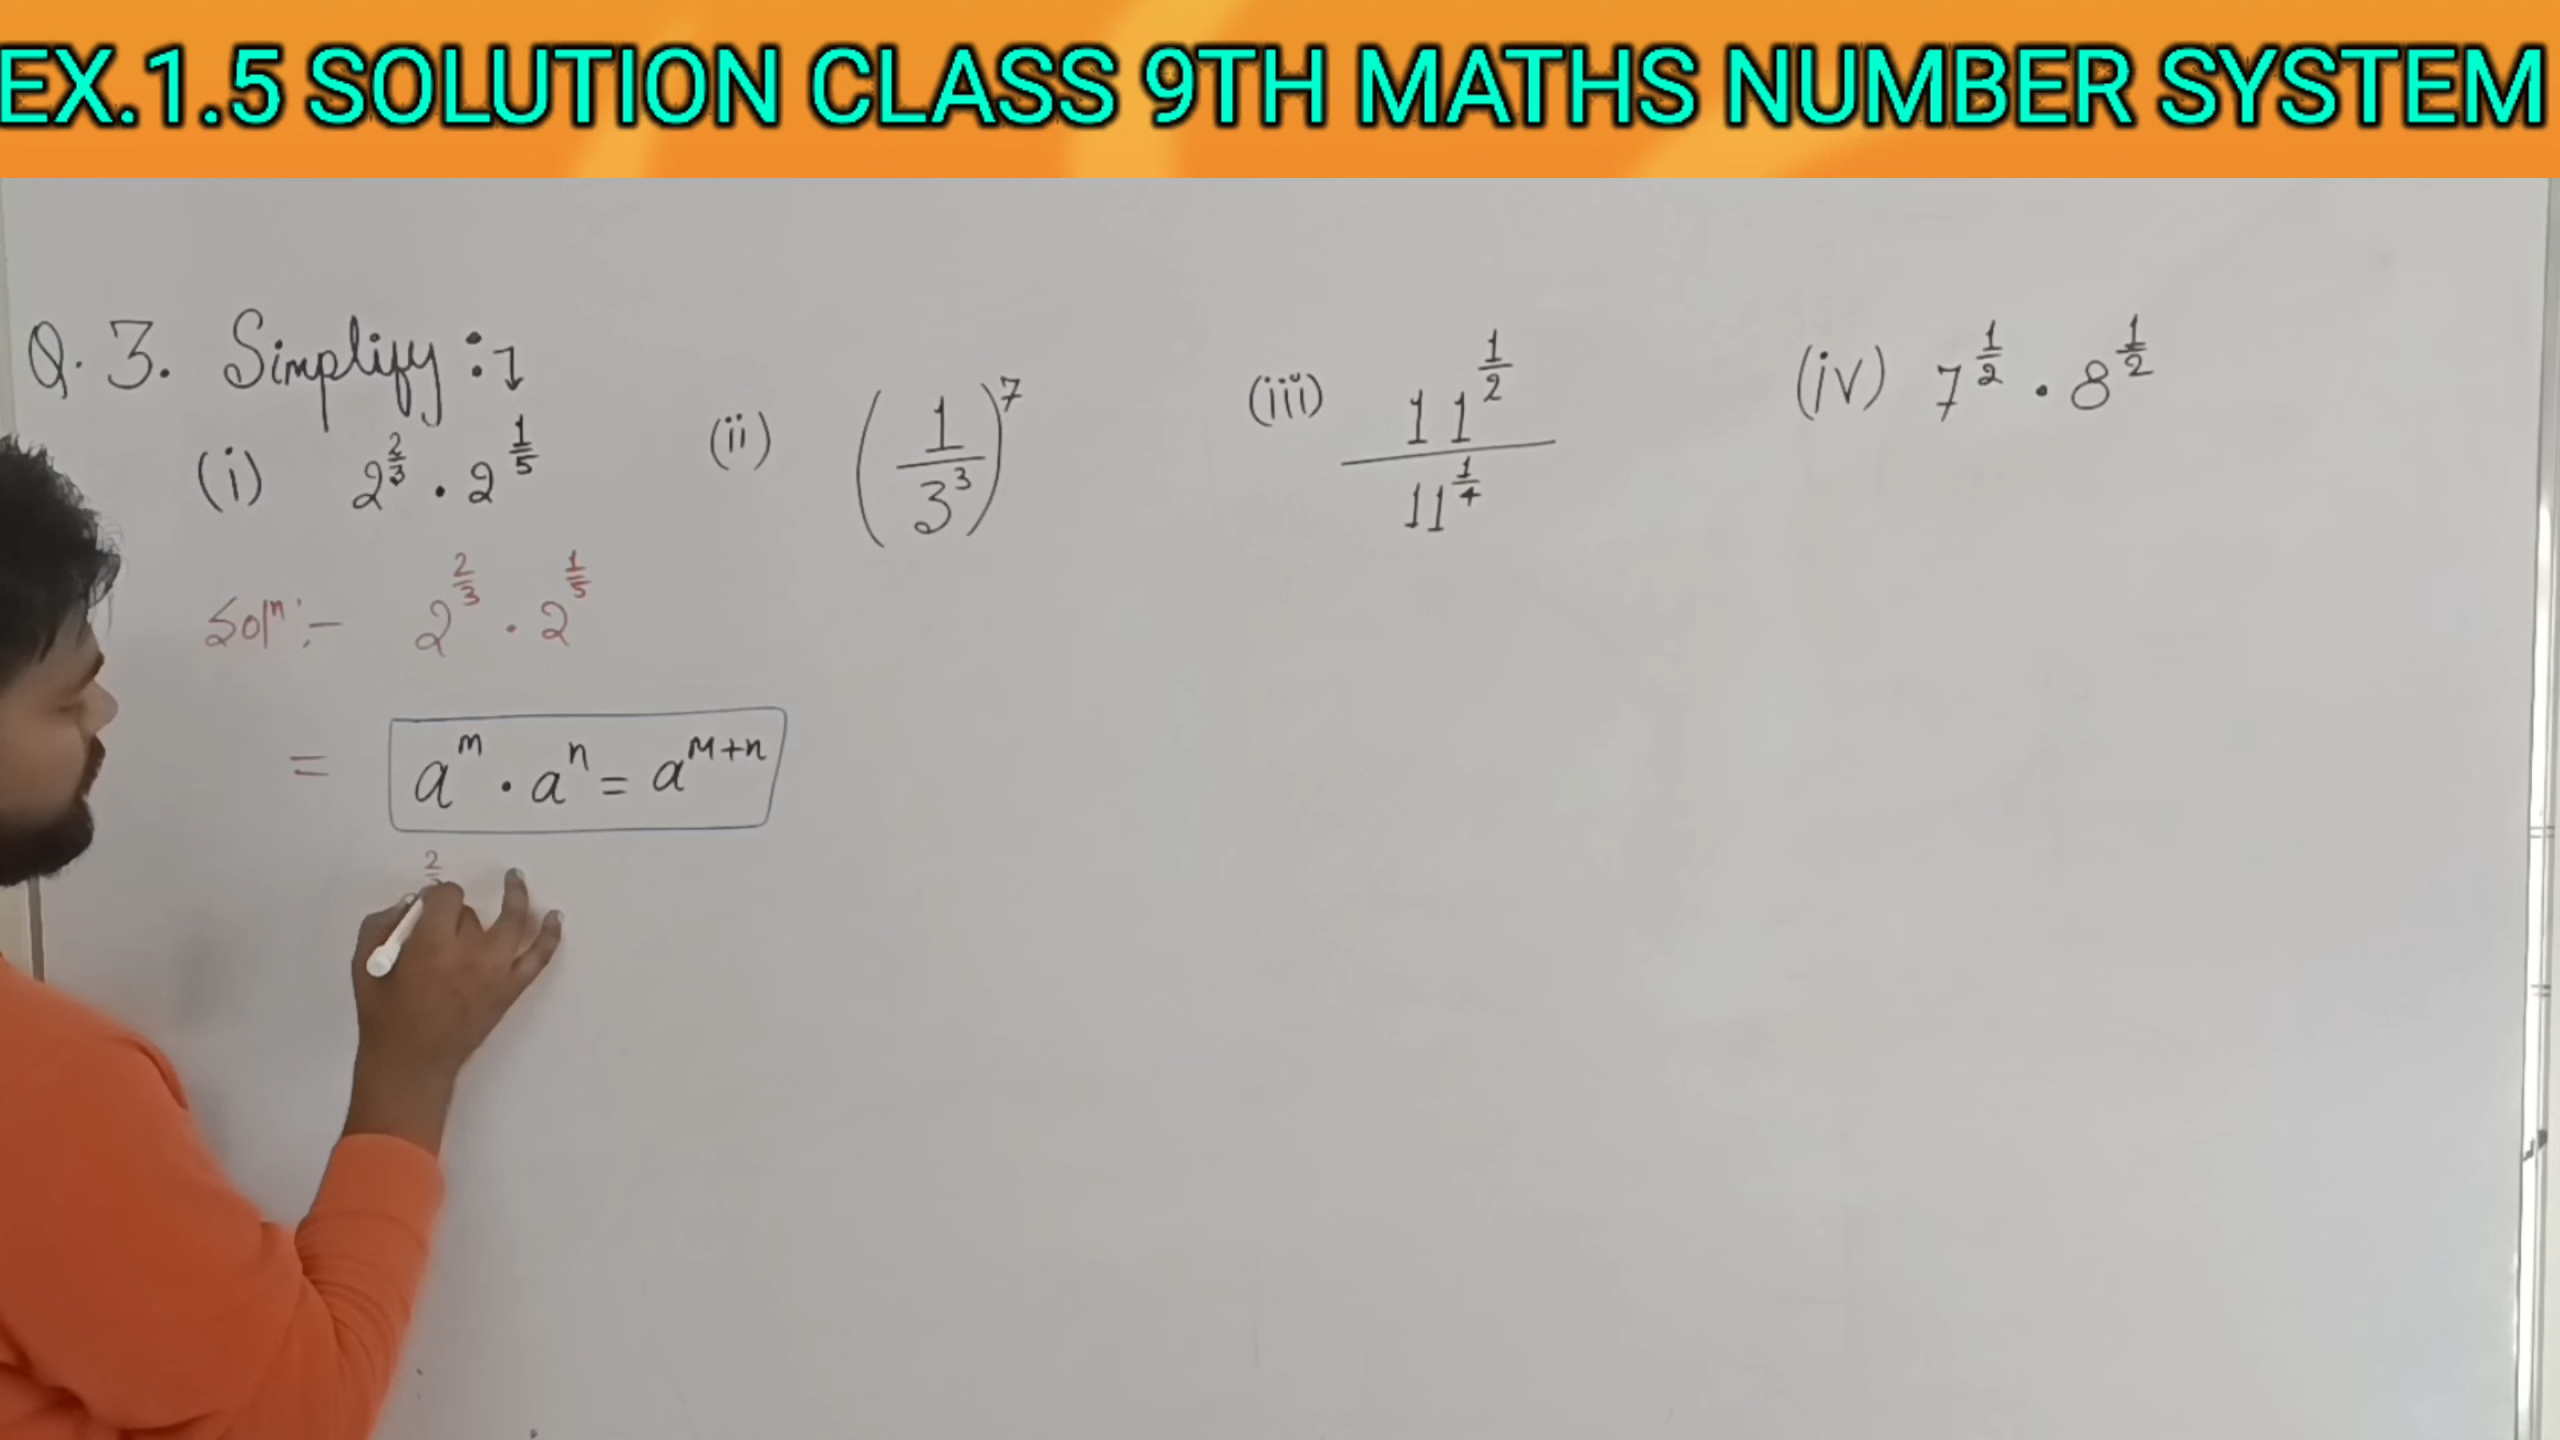 EX.1.5 SOLUTION CLASS 9TH MATHS NUMBER SYSTEM
Q. 3. Simplify :↴
(i) 2^(2/3) · 2^(1/5) (ii) (1/3^3)^7 (iii) 11^(1/2) / 11^(1/4) (iv) 7^(1/2) · 8^(1/2)
Solⁿ:- 2^(2/3) · 2^(1/5)
= a^m · a^n = a^(m+n)
2